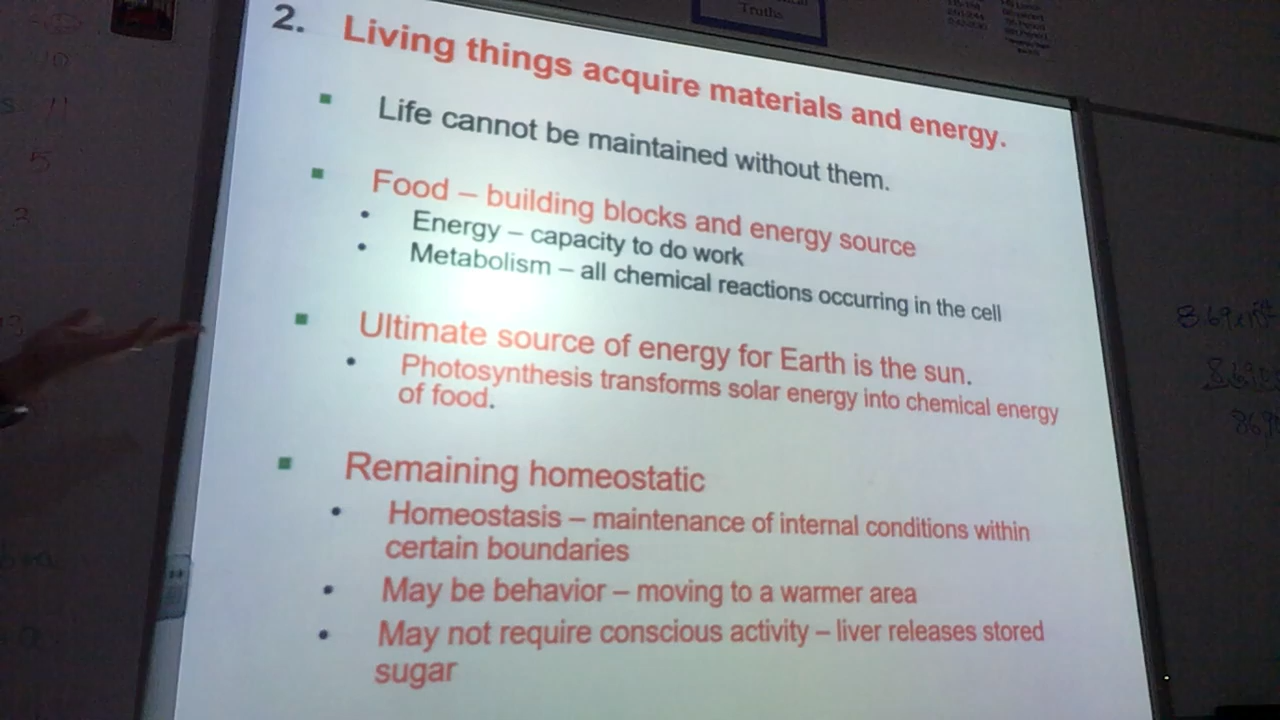 Truths
2. Living things acquire materials and energy.
Life cannot be maintained without them.
Food – building blocks and energy source
Energy – capacity to do work
Metabolism – all chemical reactions occurring in the cell
Ultimate source of energy for Earth is the sun.
Photosynthesis transforms solar energy into chemical energy
of food.
Remaining homeostatic
Homeostasis – maintenance of internal conditions within
certain boundaries
May be behavior – moving to a warmer area
May not require conscious activity – liver releases stored
sugar
11
5
2